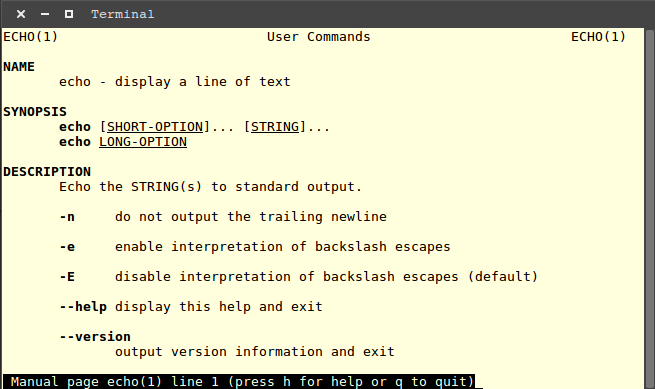 Terminal
ECHO(1) User Commands ECHO(1)
NAME
echo - display a line of text
SYNOPSIS
echo [SHORT-OPTION]... [STRING]...
echo LONG-OPTION
DESCRIPTION
Echo the STRING(s) to standard output.
-n do not output the trailing newline
-e enable interpretation of backslash escapes
-E disable interpretation of backslash escapes (default)
--help display this help and exit
--version
output version information and exit
Manual page echo(1) line 1 (press h for help or q to quit)